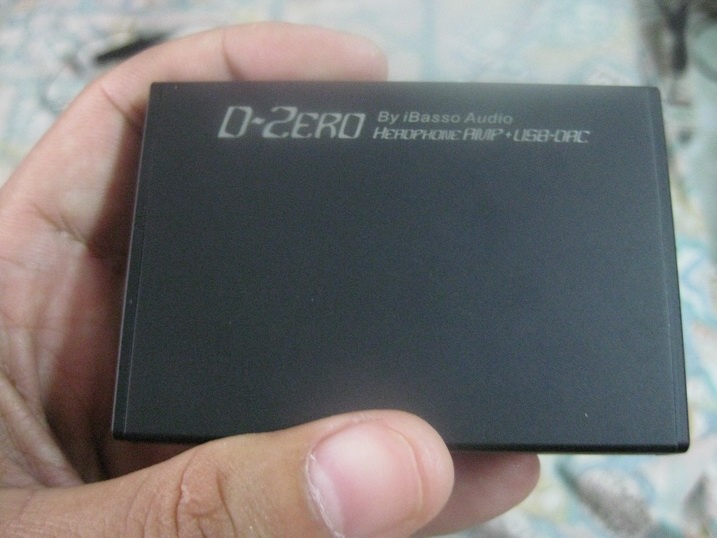 D-Zero By iBasso Audio
Headphone AMP + USB-DAC